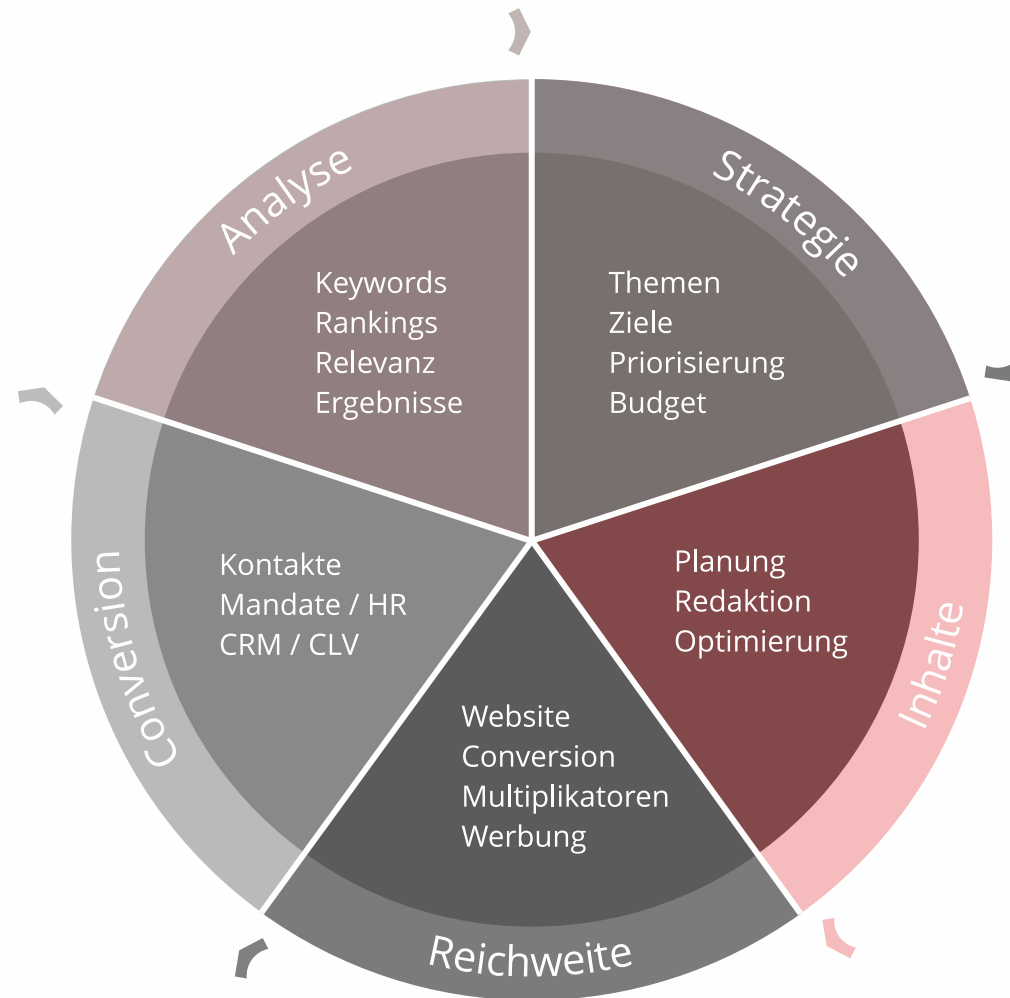 Analyse
Keywords
Rankings
Relevanz
Ergebnisse
Strategie
Themen
Ziele
Priorisierung
Budget
Inhalte
Planung
Redaktion
Optimierung
Reichweite
Website
Conversion
Multiplikatoren
Werbung
Conversion
Kontakte
Mandate / HR
CRM / CLV